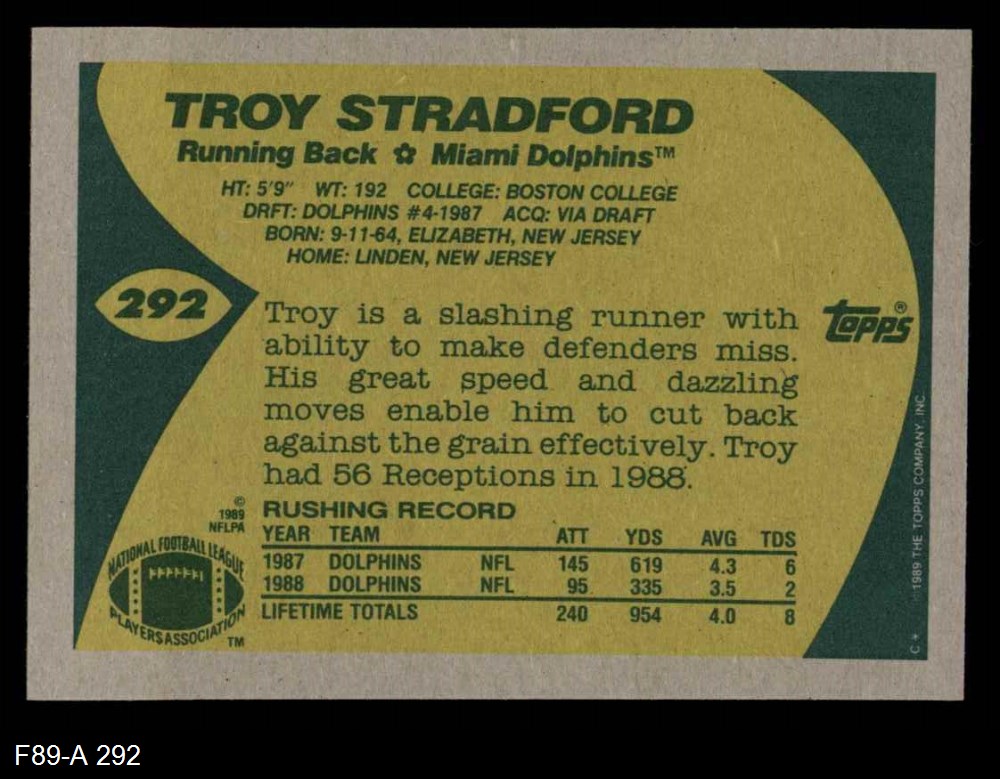 TROY STRADFORD
Running Back ✿ Miami Dolphins™
HT: 5'9" WT: 192 COLLEGE: BOSTON COLLEGE
DRFT: DOLPHINS #4-1987 ACQ: VIA DRAFT
BORN: 9-11-64, ELIZABETH, NEW JERSEY
HOME: LINDEN, NEW JERSEY
292
Troy is a slashing runner with
ability to make defenders miss.
His great speed and dazzling
moves enable him to cut back
against the grain effectively. Troy
had 56 Receptions in 1988.
topps®
©
1989
NFLPA
NATIONAL FOOTBALL LEAGUE
PLAYERS ASSOCIATION
TM
RUSHING RECORD
YEAR TEAM ATT YDS AVG TDS
1987 DOLPHINS NFL 145 619 4.3 6
1988 DOLPHINS NFL 95 335 3.5 2
LIFETIME TOTALS 240 954 4.0 8
C* ©1989 THE TOPPS COMPANY, INC.
F89-A 292